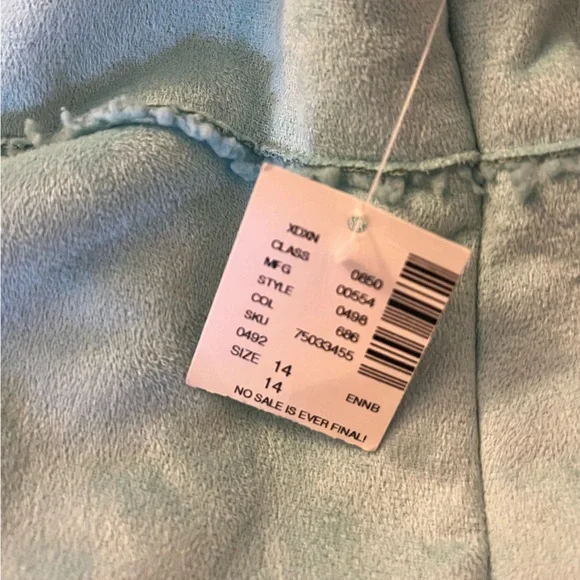 XDXN
CLASS 0850
MFG 00554
STYLE 0498
COL 686
SKU 75033455
0492
SIZE 14
14 ENNB
NO SALE IS EVER FINAL!